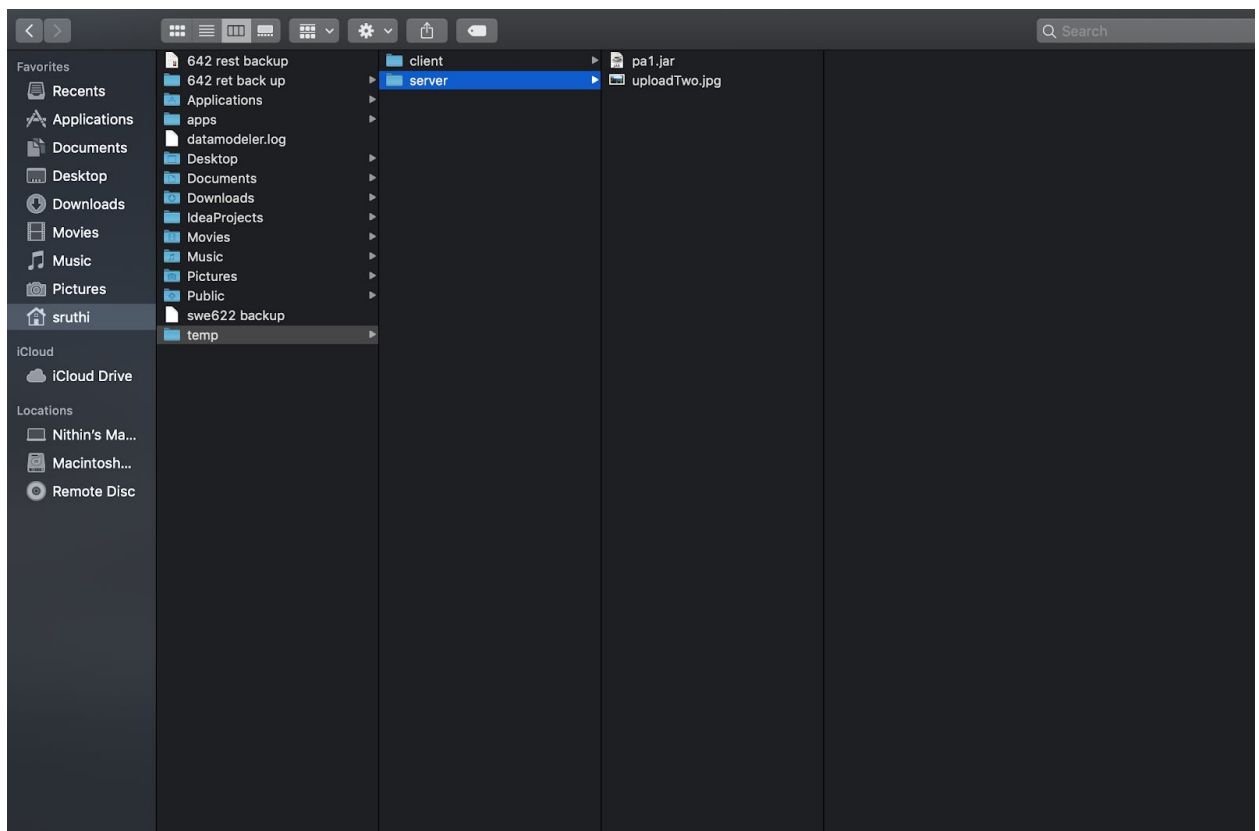 Search
Favorites
Recents
Applications
Documents
Desktop
Downloads
Movies
Music
Pictures
sruthi
iCloud
iCloud Drive
Locations
Nithin's Ma...
Macintosh...
Remote Disc
642 rest backup
642 ret back up
Applications
apps
datamodeler.log
Desktop
Documents
Downloads
IdeaProjects
Movies
Music
Pictures
Public
swe622 backup
temp
client
server
pa1.jar
uploadTwo.jpg